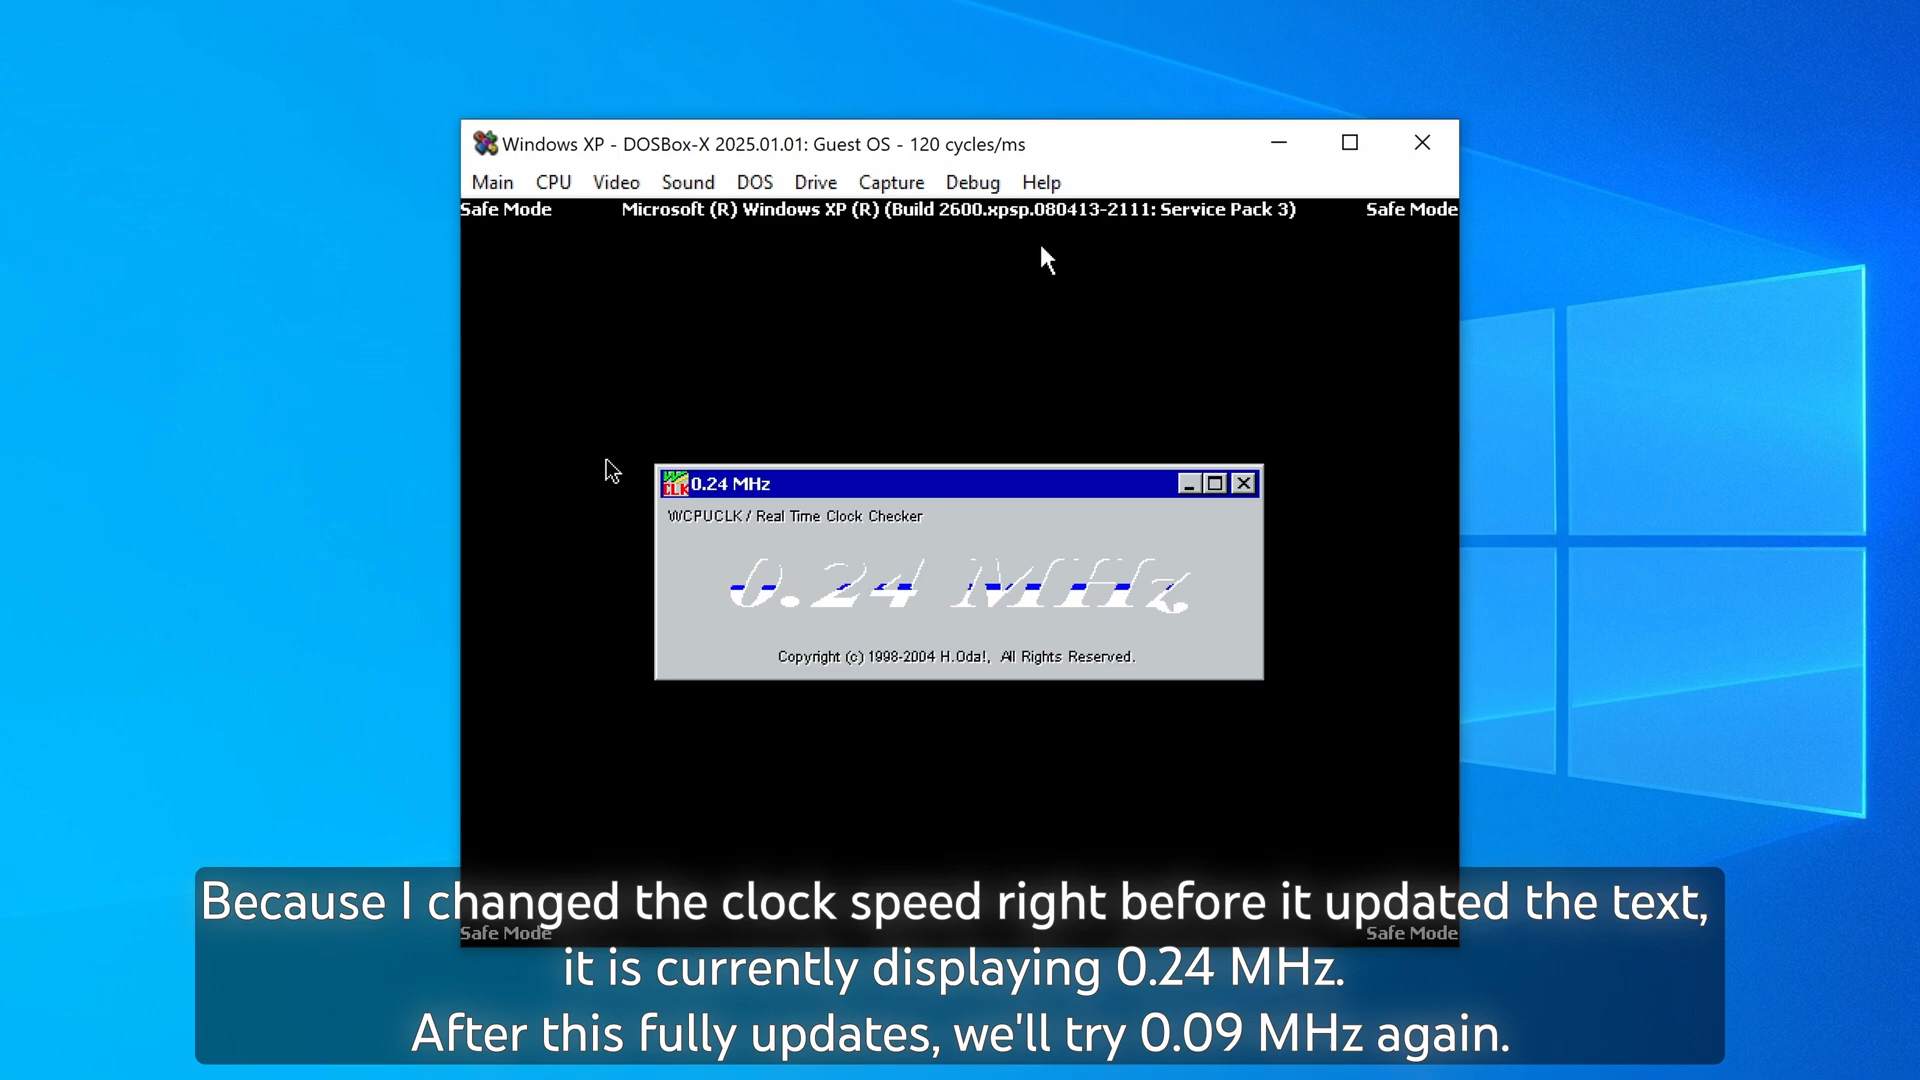 Windows XP - DOSBox-X 2025.01.01: Guest OS - 120 cycles/ms
Main CPU Video Sound DOS Drive Capture Debug Help
Safe Mode Microsoft (R) Windows XP (R) (Build 2600.xpsp.080413-2111: Service Pack 3) Safe Mode
CLK 0.24 MHz
WCPUCLK / Real Time Clock Checker
0.24 MHz
Copyright (c) 1998-2004 H.Oda!, All Rights Reserved.
Because I changed the clock speed right before it updated the text,
Safe Mode Safe Mode
it is currently displaying 0.24 MHz.
After this fully updates, we'll try 0.09 MHz again.